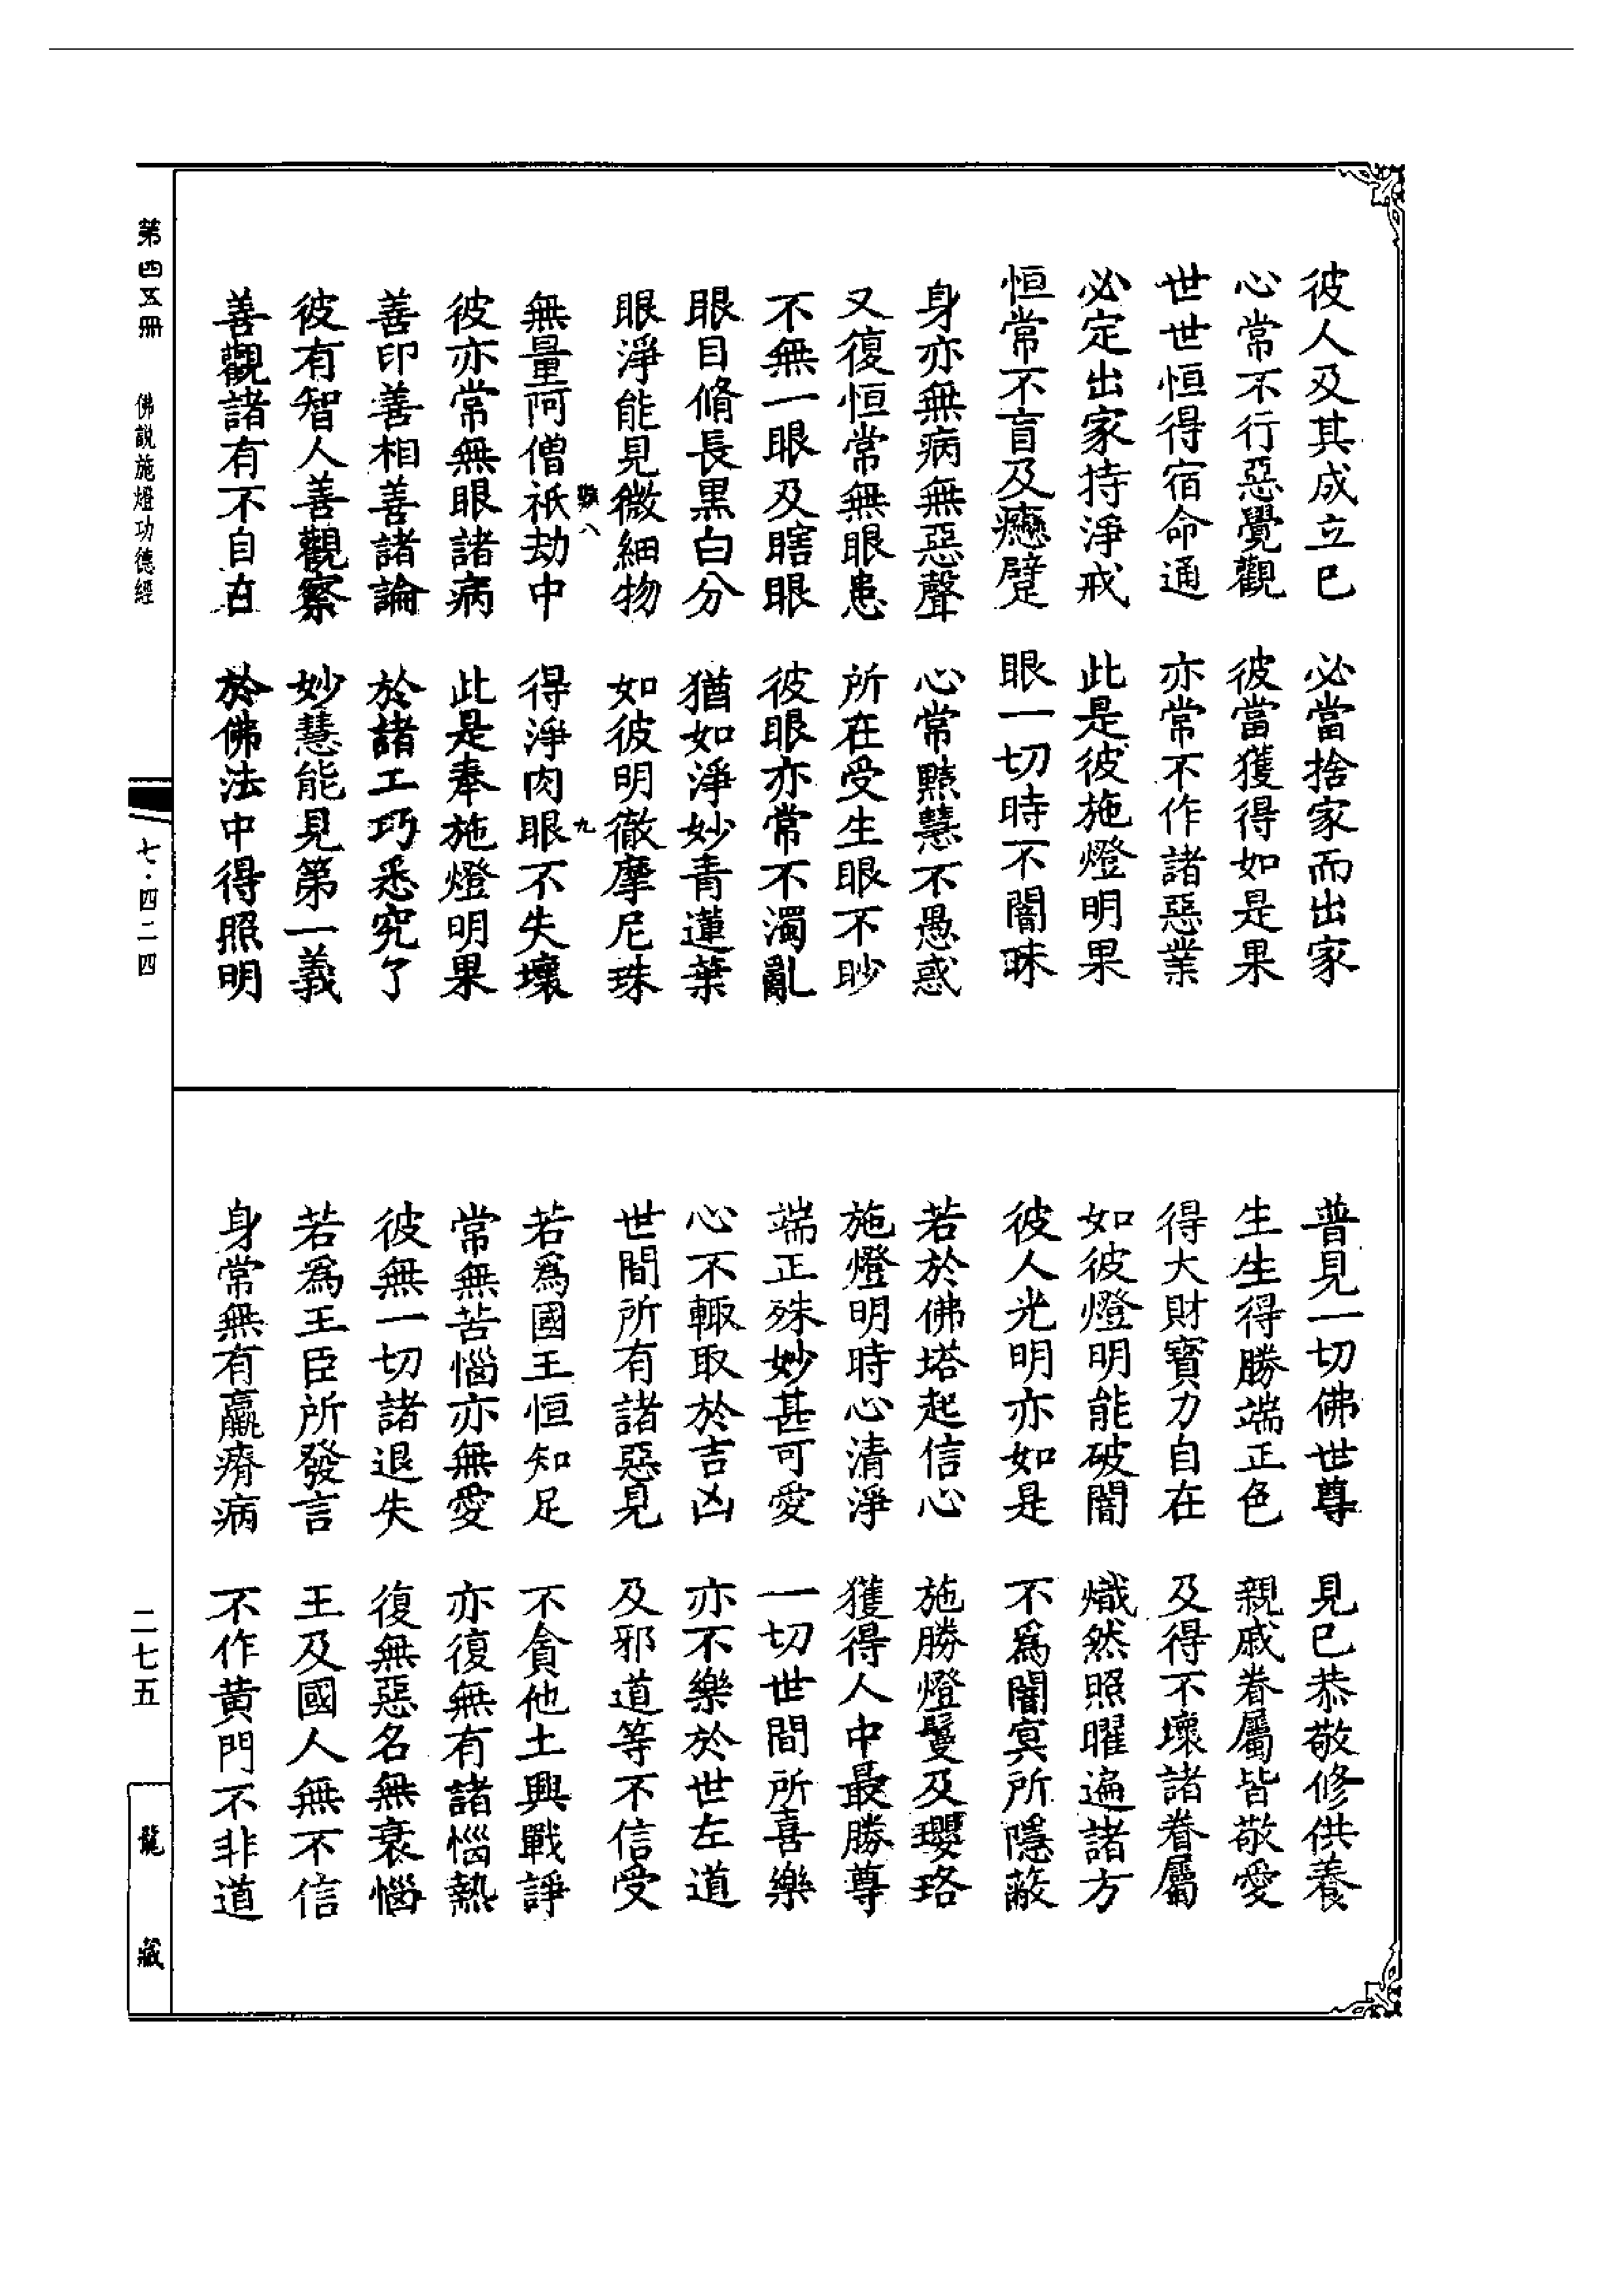 彼人及其成立已　必當捨家而出家
心常不行惡覺觀　彼當獲得如是果
世世恒得宿命通　亦常不作諸惡業
必定出家持淨戒　此是彼施燈明果
恒常不盲及癭躄　眼一切時不闇昧
身亦無病無惡聲　心常黠慧不愚惑
又復恒常無眼患　所在受生眼不眇
不無一眼及瞎眼　彼眼亦常不濁亂
眼目脩長黑白分　猶如淨妙青蓮葉
眼淨能見微細物　如彼明徹摩尼珠
八　九
無量阿僧祇劫中　得淨肉眼不失壞
彼亦常無眼諸病　此是奉施燈明果
善印善相善諸論　於諸工巧悉究了
彼有智人善觀察　妙慧能見第一義
善觀諸有不自在　於佛法中得照明
普見一切佛世尊　見已恭敬修供養
生生得勝端正色　親戚眷屬皆敬愛
得大財寶力自在　及得不壞諸眷屬
如彼燈明能破闇　熾然照曜遍諸方
彼人光明亦如是　不爲闇冥所隱蔽
若於佛塔起信心　施勝燈鬘及瓔珞
施燈明時心清淨　獲得人中最勝尊
端正殊妙甚可愛　一切世間所喜樂
心不輙取於吉凶　亦不樂於世左道
世間所有諸惡見　及邪道等不信受
若爲國王恒知足　不貪他土興戰諍
常無苦惱亦無愛　亦復無有諸惱熱
彼無一切諸退失　復無惡名無衰惱
若爲王臣所發言　王及國人無不信
身常無有羸瘠病　不作黃門不非道
第四五冊　佛説施燈功德經
七·四二四
二七五
龍藏